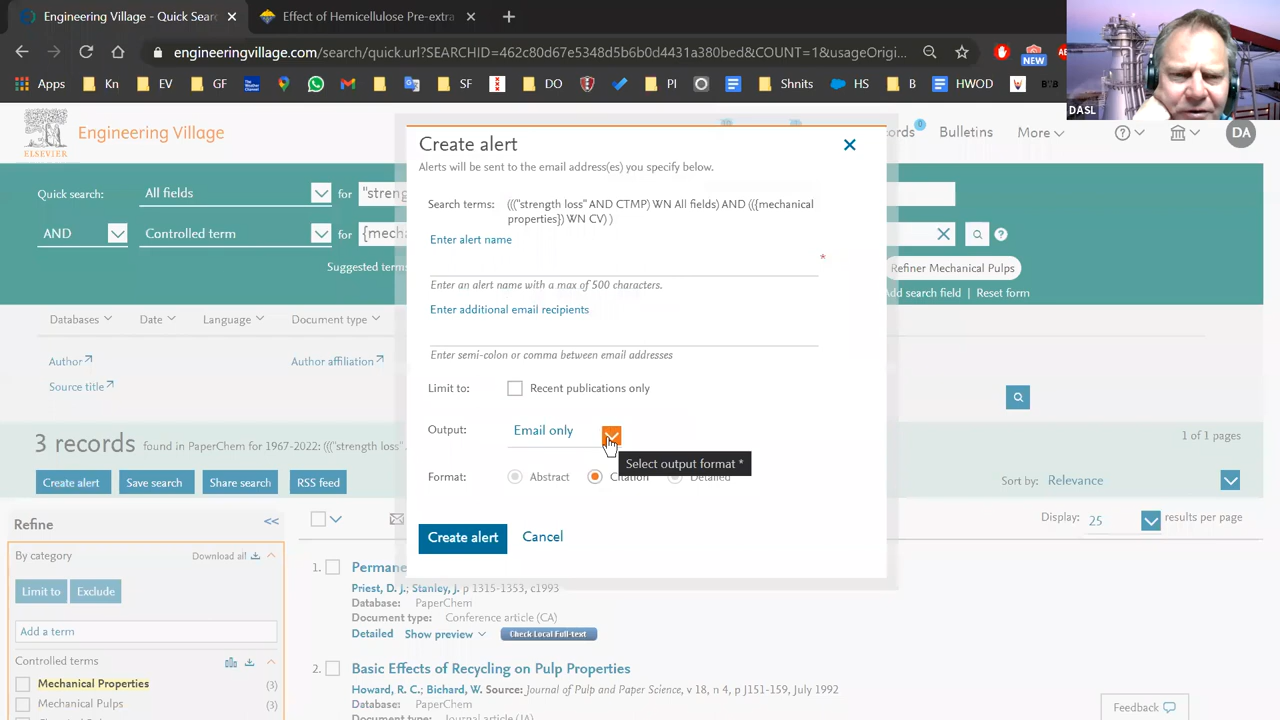 Engineering Village - Quick Sear
Effect of Hemicellulose Pre-extra
engineeringvillage.com/search/quick.url?SEARCHID=462c80d67e5348d5b6b0d4431a380bed&COUNT=1&usageOrigi...
NEW
Apps
Kn
EV
GF
SF
DO
PI
Shnits
HS
B
HWOD
DASL
ELSEVIER
Engineering Village
cords
0
Bulletins
More
DA
Create alert
Alerts will be sent to the email address(es) you specify below.
Search terms: ((("strength loss" AND CTMP) WN All fields) AND (({mechanical
properties}) WN CV) )
Enter alert name
*
Enter an alert name with a max of 500 characters.
Enter additional email recipients
Enter semi-colon or comma between email addresses
Limit to: Recent publications only
Output: Email only
Select output format *
Format: Abstract Citation Detailed
Create alert Cancel
Quick search: All fields for "streng
AND Controlled term for {mecha
Suggested terms
Refiner Mechanical Pulps
Add search field | Reset form
Databases Date Language Document type
Author Author affiliation
Source title
3 records found in PaperChem for 1967-2022: ((("strength loss"
1 of 1 pages
Create alert Save search Share search RSS feed
Sort by: Relevance
Refine <<
Display: 25 results per page
By category Download all
Limit to Exclude
Add a term
Controlled terms
Mechanical Properties (3)
Mechanical Pulps (3)
1. Permane
Priest, D. J.; Stanley, J. p 1315-1353, c1993
Database: PaperChem
Document type: Conference article (CA)
Detailed Show preview Check Local Full-text
2. Basic Effects of Recycling on Pulp Properties
Howard, R. C.; Bichard, W. Source: Journal of Pulp and Paper Science, v 18, n 4, p J151-159, July 1992
Database: PaperChem
Document type: Journal article (JA)
Feedback